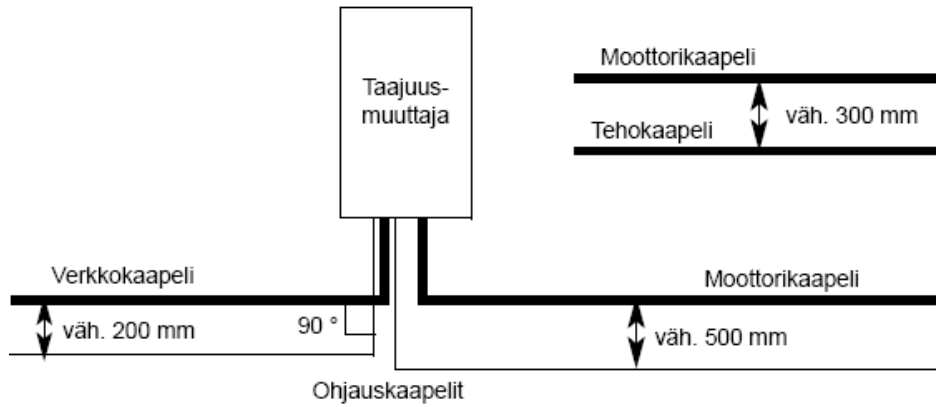 Taajuus-
muuttaja
Moottorikaapeli
väh. 300 mm
Tehokaapeli
Verkkokaapeli
väh. 200 mm
90 °
Moottorikaapeli
väh. 500 mm
Ohjauskaapelit